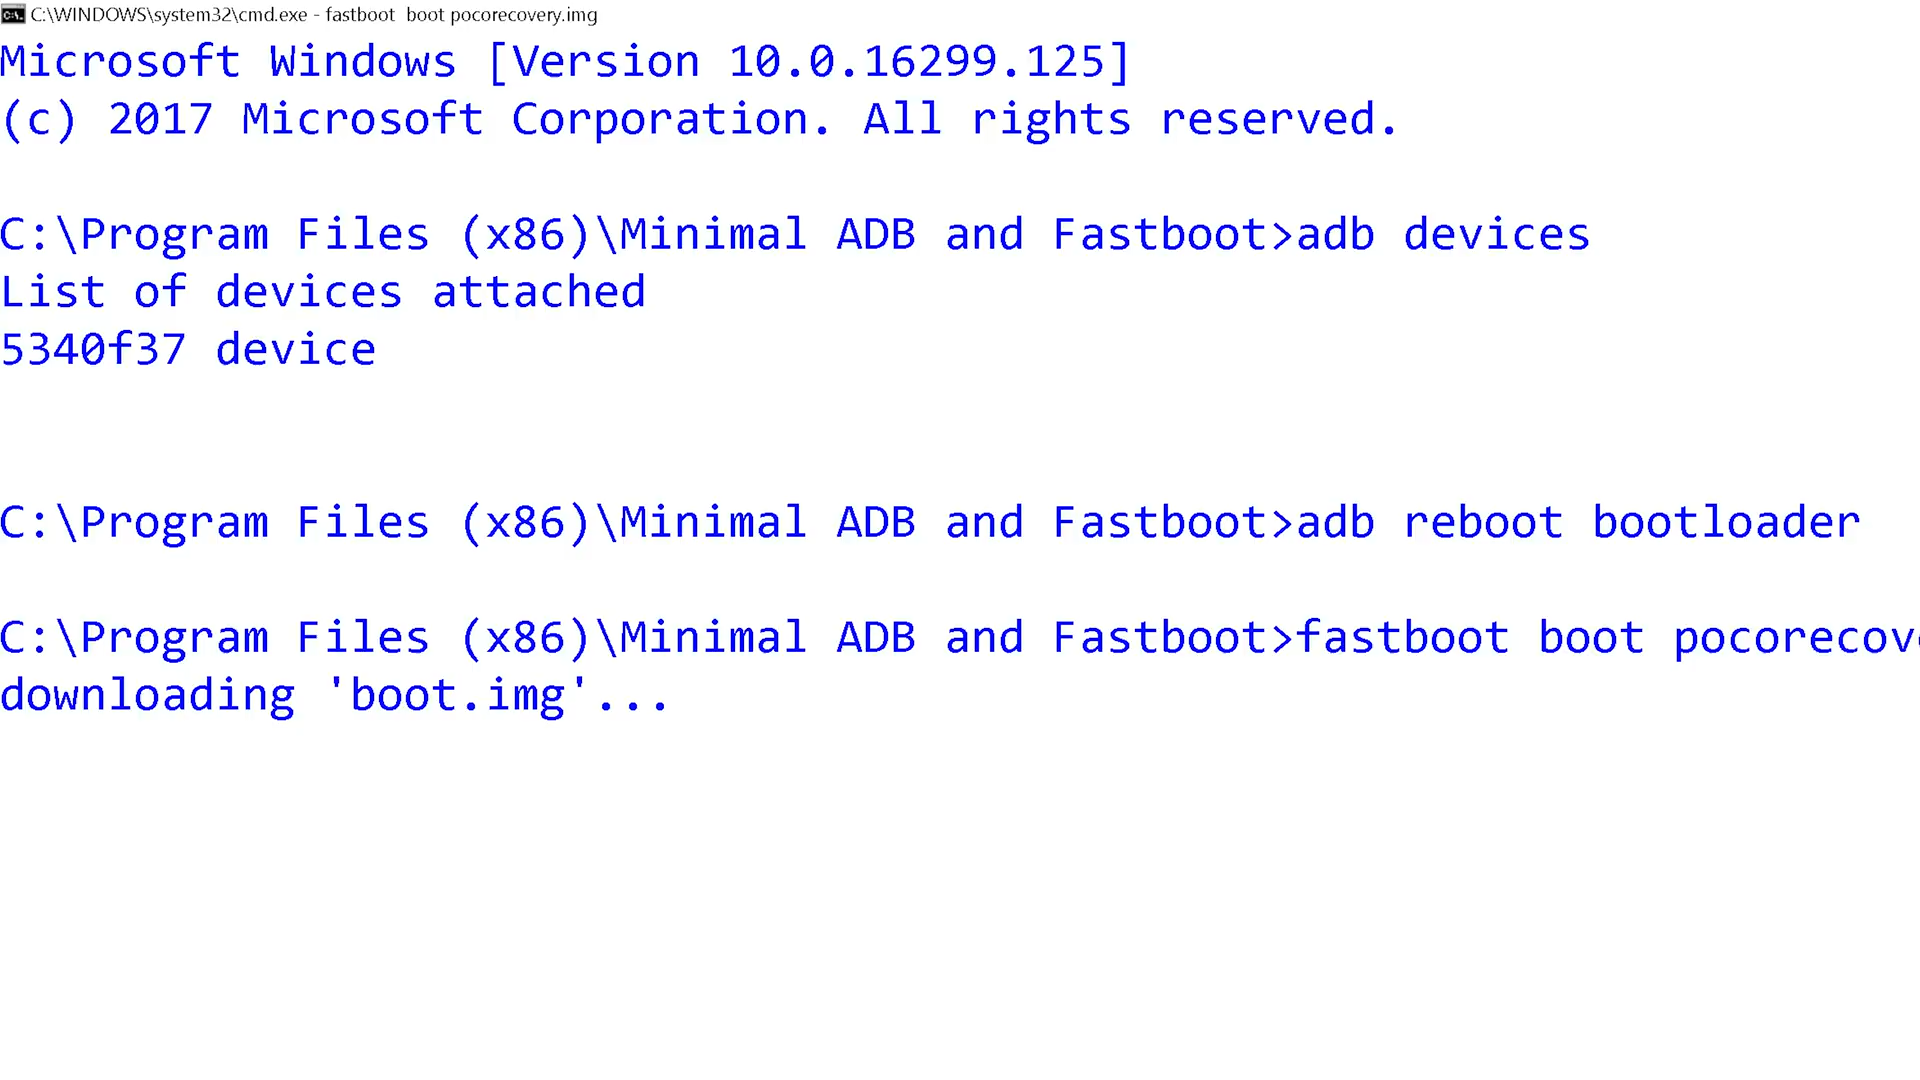 C:\WINDOWS\system32\cmd.exe - fastboot  boot pocorecovery.img
Microsoft Windows [Version 10.0.16299.125]
(c) 2017 Microsoft Corporation. All rights reserved.
C:\Program Files (x86)\Minimal ADB and Fastboot>adb devices
List of devices attached
5340f37 device
C:\Program Files (x86)\Minimal ADB and Fastboot>adb reboot bootloader
C:\Program Files (x86)\Minimal ADB and Fastboot>fastboot boot pocorecov
downloading 'boot.img'...